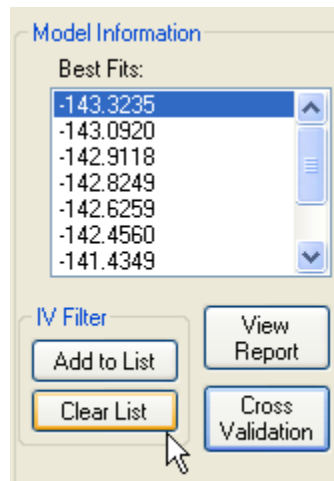 Model Information
Best Fits:
-143.3235
-143.0920
-142.9118
-142.8249
-142.6259
-142.4560
-141.4349
IV Filter
Add to List
Clear List
View
Report
Cross
Validation